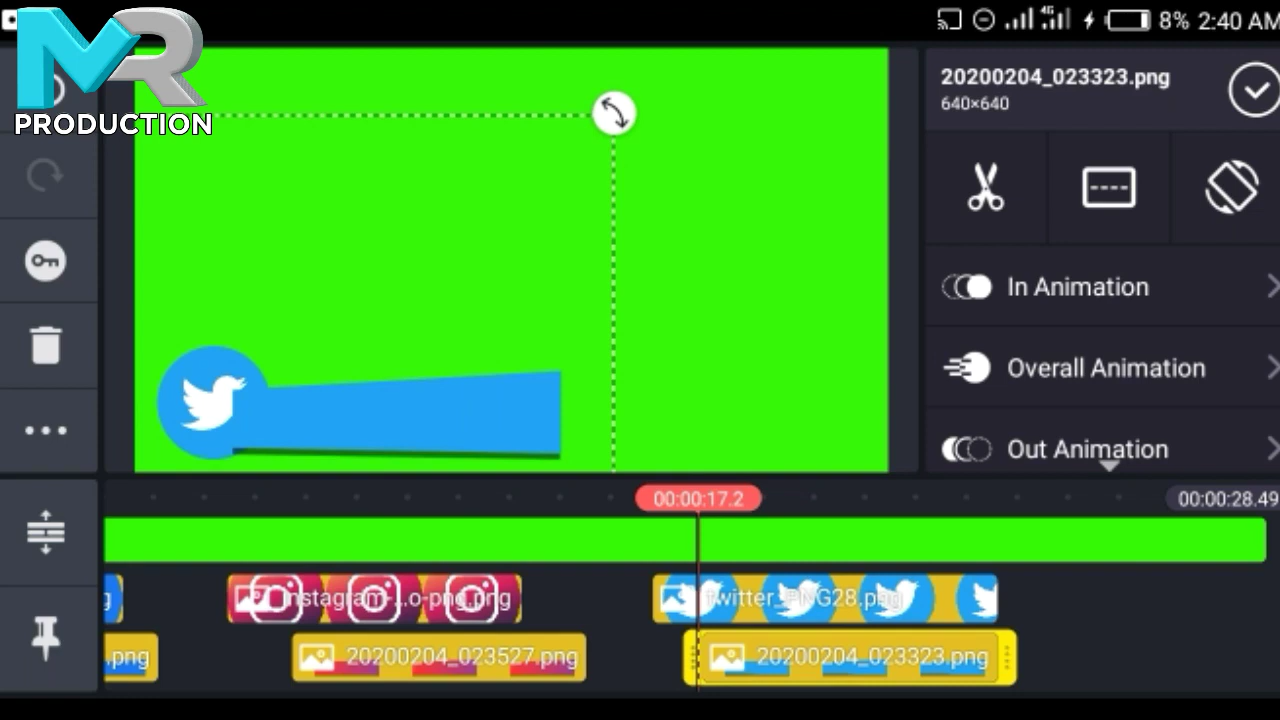 MR
PRODUCTION
4G 8% 2:40 AM
20200204_023323.png
640×640
In Animation
Overall Animation
Out Animation
00:00:17.2
00:00:28.49
g
instagram-...o-png.png
twitter_PNG28.png
.png
20200204_023527.png
20200204_023323.png